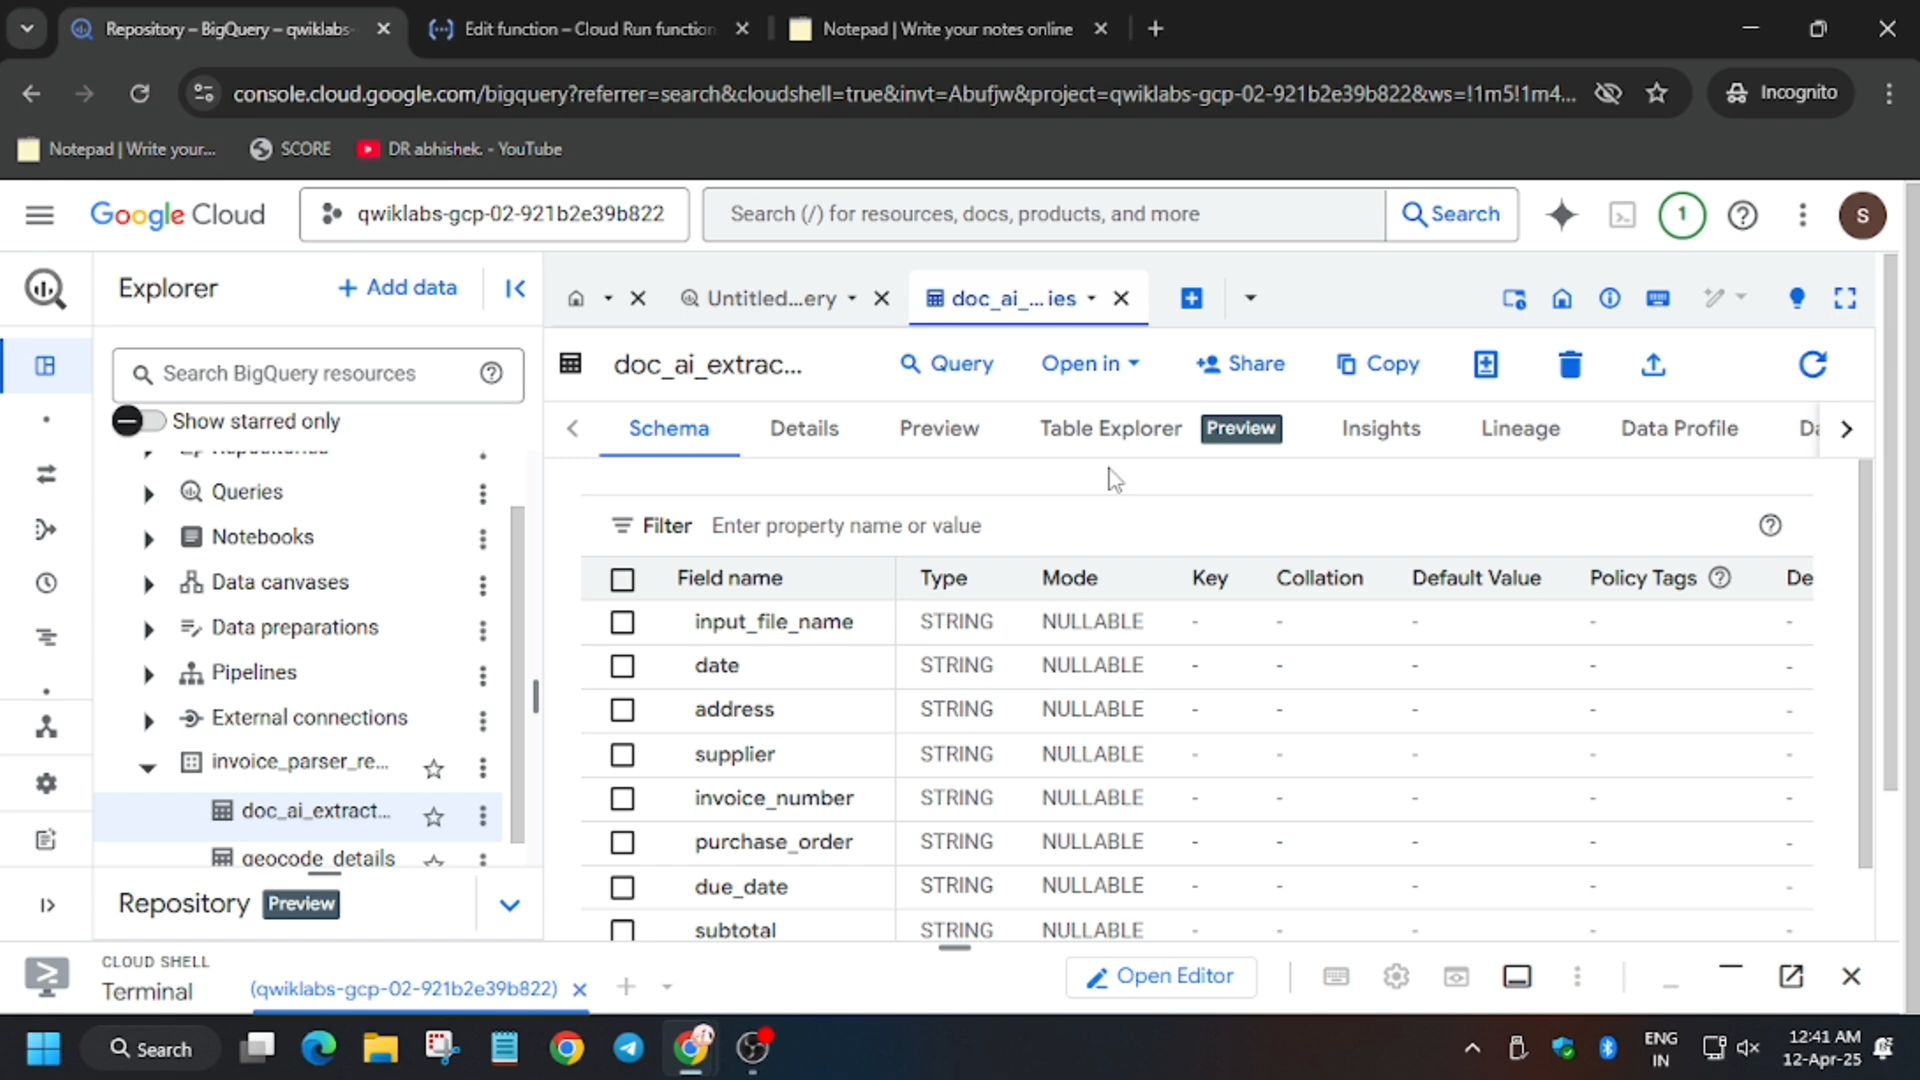 Repository – BigQuery – qwiklabs-
Edit function – Cloud Run function
Notepad | Write your notes online
console.cloud.google.com/bigquery?referrer=search&cloudshell=true&invt=Abufjw&project=qwiklabs-gcp-02-921b2e39b822&ws=!1m5!1m4...
Incognito
Notepad | Write your...
SCORE
DR abhishek. - YouTube
Google Cloud
qwiklabs-gcp-02-921b2e39b822
Search (/) for resources, docs, products, and more
Search
1
S
Explorer
+ Add data
Untitled...ery
doc_ai_...ies
Search BigQuery resources
doc_ai_extrac...
Query
Open in
Share
Copy
Show starred only
Schema
Details
Preview
Table Explorer
Preview
Insights
Lineage
Data Profile
Da
Queries
Notebooks
Data canvases
Data preparations
Pipelines
External connections
invoice_parser_re...
doc_ai_extract...
geocode_details
Filter Enter property name or value
Field name Type Mode Key Collation Default Value Policy Tags De
input_file_name STRING NULLABLE - - - - -
date STRING NULLABLE - - - - -
address STRING NULLABLE - - - - -
supplier STRING NULLABLE - - - - -
invoice_number STRING NULLABLE - - - - -
purchase_order STRING NULLABLE - - - - -
due_date STRING NULLABLE - - - - -
subtotal STRING NULLABLE - - - - -
Repository Preview
CLOUD SHELL
Terminal
(qwiklabs-gcp-02-921b2e39b822)
Open Editor
Search
ENG
IN
12:41 AM
12-Apr-25